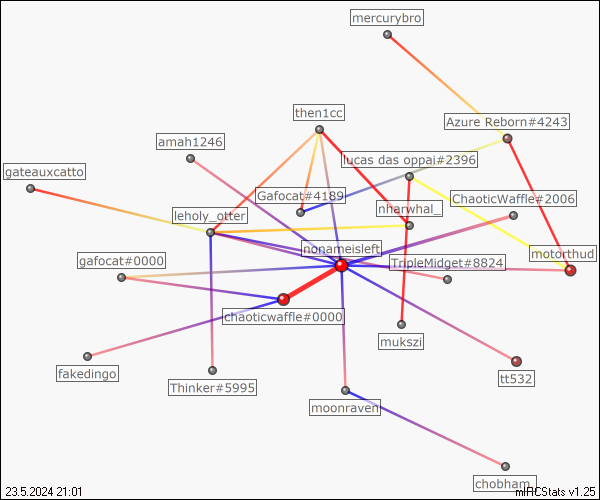 mercurybro
then1cc
Azure Reborn#4243
amah1246
lucas das oppai#2396
gateauxcatto
Gafocat#4189
ChaoticWaffle#2006
leholy_otter
nharwhal_
nonameisleft
motorthud
gafocat#0000
TripleMidget#8824
chaoticwaffle#0000
mukszi
fakedingo
Thinker#5995
tt532
moonraven
chobham_
23.5.2024 21:01
mIRCStats v1.25